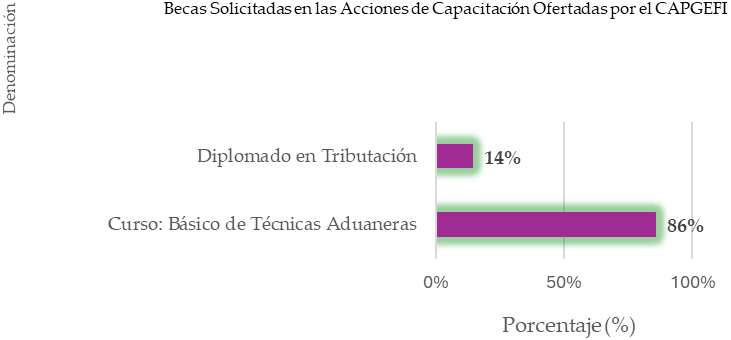 Becas Solicitadas en las Acciones de Capacitación Ofertadas por el CAPGEFI
Denominación
Diplomado en Tributación
14%
Curso: Básico de Técnicas Aduaneras
86%
0%
50%
100%
Porcentaje (%)